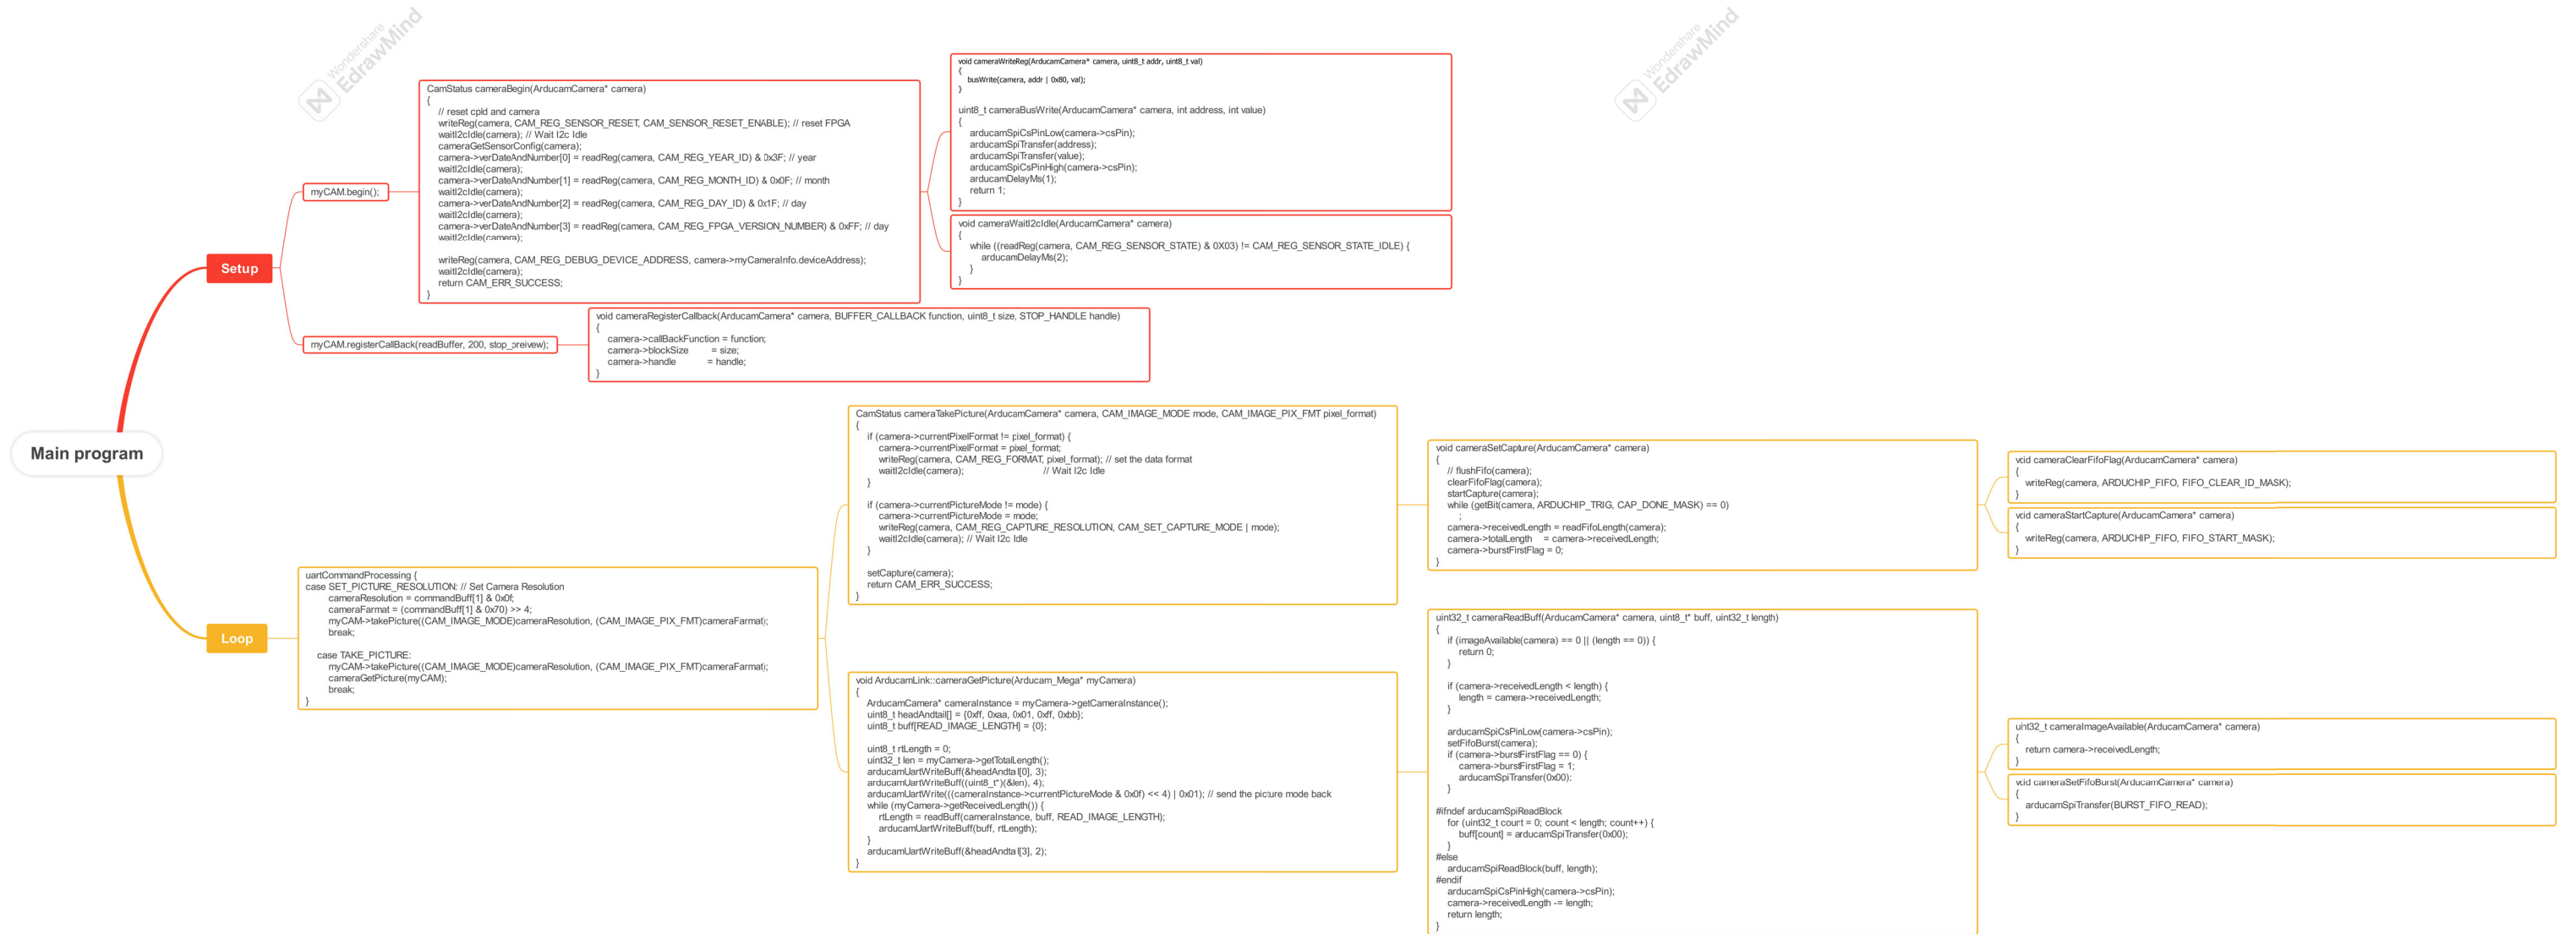 Wondershare
EdrawMind
Wondershare
EdrawMind
Main program
Setup
myCAM.begin();
CamStatus cameraBegin(ArducamCamera* camera)
{
// reset cpld and camera
writeReg(camera, CAM_REG_SENSOR_RESET, CAM_SENSOR_RESET_ENABLE); // reset FPGA
waitI2cIdle(camera); // Wait I2c Idle
cameraGetSensorConfig(camera);
camera->verDateAndNumber[0] = readReg(camera, CAM_REG_YEAR_ID) & 0x3F; // year
waitI2cIdle(camera);
camera->verDateAndNumber[1] = readReg(camera, CAM_REG_MONTH_ID) & 0x0F; // month
waitI2cIdle(camera);
camera->verDateAndNumber[2] = readReg(camera, CAM_REG_DAY_ID) & 0x1F; // day
waitI2cIdle(camera);
camera->verDateAndNumber[3] = readReg(camera, CAM_REG_FPGA_VERSION_NUMBER) & 0xFF; // day
waitI2cIdle(camera);
writeReg(camera, CAM_REG_DEBUG_DEVICE_ADDRESS, camera->myCameraInfo.deviceAddress);
waitI2cIdle(camera);
return CAM_ERR_SUCCESS;
}
void cameraWriteReg(ArducamCamera* camera, uint8_t addr, uint8_t val)
{
busWrite(camera, addr | 0x80, val);
}
uint8_t cameraBusWrite(ArducamCamera* camera, int address, int value)
{
arducamSpiCsPinLow(camera->csPin);
arducamSpiTransfer(address);
arducamSpiTransfer(value);
arducamSpiCsPinHigh(camera->csPin);
arducamDelayMs(1);
return 1;
}
void cameraWaitI2cIdle(ArducamCamera* camera)
{
while ((readReg(camera, CAM_REG_SENSOR_STATE) & 0X03) != CAM_REG_SENSOR_STATE_IDLE) {
arducamDelayMs(2);
}
}
myCAM.registerCallBack(readBuffer, 200, stop_preivew);
void cameraRegisterCallback(ArducamCamera* camera, BUFFER_CALLBACK function, uint8_t size, STOP_HANDLE handle)
{
camera->callBackFunction = function;
camera->blockSize = size;
camera->handle = handle;
}
Loop
uartCommandProcessing {
case SET_PICTURE_RESOLUTION: // Set Camera Resolution
cameraResolution = commandBuff[1] & 0x0f;
cameraFarmat = (commandBuff[1] & 0x70) >> 4;
myCAM->takePicture((CAM_IMAGE_MODE)cameraResolution, (CAM_IMAGE_PIX_FMT)cameraFarmat);
break;
case TAKE_PICTURE:
myCAM->takePicture((CAM_IMAGE_MODE)cameraResolution, (CAM_IMAGE_PIX_FMT)cameraFarmat);
cameraGetPicture(myCAM);
break;
}
CamStatus cameraTakePicture(ArducamCamera* camera, CAM_IMAGE_MODE mode, CAM_IMAGE_PIX_FMT pixel_format)
{
if (camera->currentPixelFormat != pixel_format) {
camera->currentPixelFormat = pixel_format;
writeReg(camera, CAM_REG_FORMAT, pixel_format); // set the data format
waitI2cIdle(camera); // Wait I2c Idle
}
if (camera->currentPictureMode != mode) {
camera->currentPictureMode = mode;
writeReg(camera, CAM_REG_CAPTURE_RESOLUTION, CAM_SET_CAPTURE_MODE | mode);
waitI2cIdle(camera); // Wait I2c Idle
}
setCapture(camera);
return CAM_ERR_SUCCESS;
}
void cameraSetCapture(ArducamCamera* camera)
{
// flushFifo(camera);
clearFifoFlag(camera);
startCapture(camera);
while (getBit(camera, ARDUCHIP_TRIG, CAP_DONE_MASK) == 0)
;
camera->receivedLength = readFifoLength(camera);
camera->totalLength = camera->receivedLength;
camera->burstFirstFlag = 0;
}
void cameraClearFifoFlag(ArducamCamera* camera)
{
writeReg(camera, ARDUCHIP_FIFO, FIFO_CLEAR_ID_MASK);
}
void cameraStartCapture(ArducamCamera* camera)
{
writeReg(camera, ARDUCHIP_FIFO, FIFO_START_MASK);
}
void ArducamLink::cameraGetPicture(Arducam_Mega* myCamera)
{
ArducamCamera* cameraInstance = myCamera->getCameraInstance();
uint8_t headAndtail[] = {0xff, 0xaa, 0x01, 0xff, 0xbb};
uint8_t buff[READ_IMAGE_LENGTH] = {0};
uint8_t rtLength = 0;
uint32_t len = myCamera->getTotalLength();
arducamUartWriteBuff(&headAndtail[0], 3);
arducamUartWriteBuff((uint8_t*)(&len), 4);
arducamUartWrite(((cameraInstance->currentPictureMode & 0x0f) << 4) | 0x01); // send the picture mode back
while (myCamera->getReceivedLength()) {
rtLength = readBuff(cameraInstance, buff, READ_IMAGE_LENGTH);
arducamUartWriteBuff(buff, rtLength);
}
arducamUartWriteBuff(&headAndtail[3], 2);
}
uint32_t cameraReadBuff(ArducamCamera* camera, uint8_t* buff, uint32_t length)
{
if (imageAvailable(camera) == 0 || (length == 0)) {
return 0;
}
if (camera->receivedLength < length) {
length = camera->receivedLength;
}
arducamSpiCsPinLow(camera->csPin);
setFifoBurst(camera);
if (camera->burstFirstFlag == 0) {
camera->burstFirstFlag = 1;
arducamSpiTransfer(0x00);
}
#ifndef arducamSpiReadBlock
for (uint32_t count = 0; count < length; count++) {
buff[count] = arducamSpiTransfer(0x00);
}
#else
arducamSpiReadBlock(buff, length);
#endif
arducamSpiCsPinHigh(camera->csPin);
camera->receivedLength -= length;
return length;
}
uint32_t cameraImageAvailable(ArducamCamera* camera)
{
return camera->receivedLength;
}
void cameraSetFifoBurst(ArducamCamera* camera)
{
arducamSpiTransfer(BURST_FIFO_READ);
}